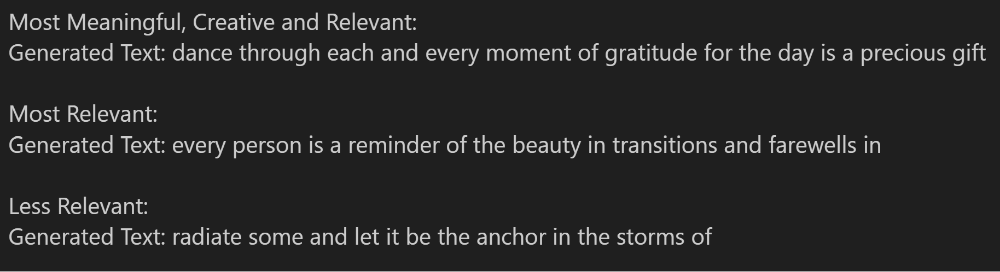 Most Meaningful, Creative and Relevant:
Generated Text: dance through each and every moment of gratitude for the day is a precious gift
Most Relevant:
Generated Text: every person is a reminder of the beauty in transitions and farewells in
Less Relevant:
Generated Text: radiate some and let it be the anchor in the storms of